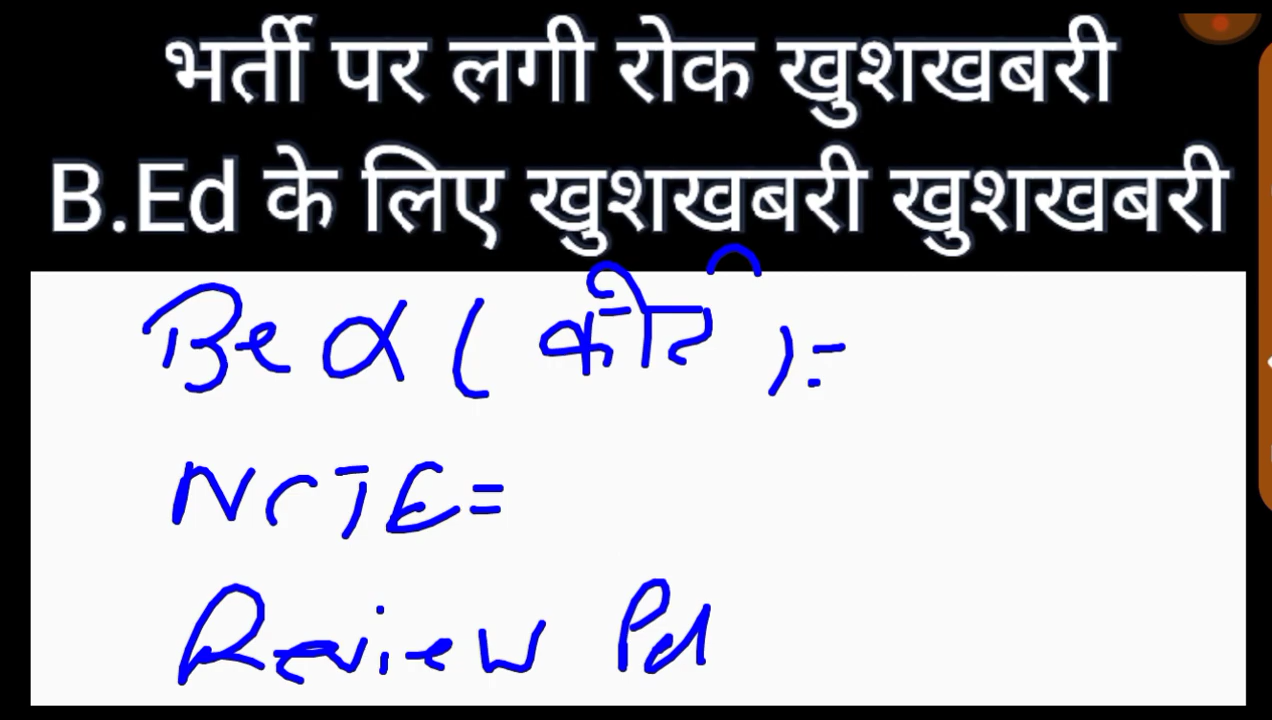 भर्ती पर लगी रोक खुशखबरी
B.Ed के लिए खुशखबरी खुशखबरी
Bed ( ):-
NCTE =
Review Pd